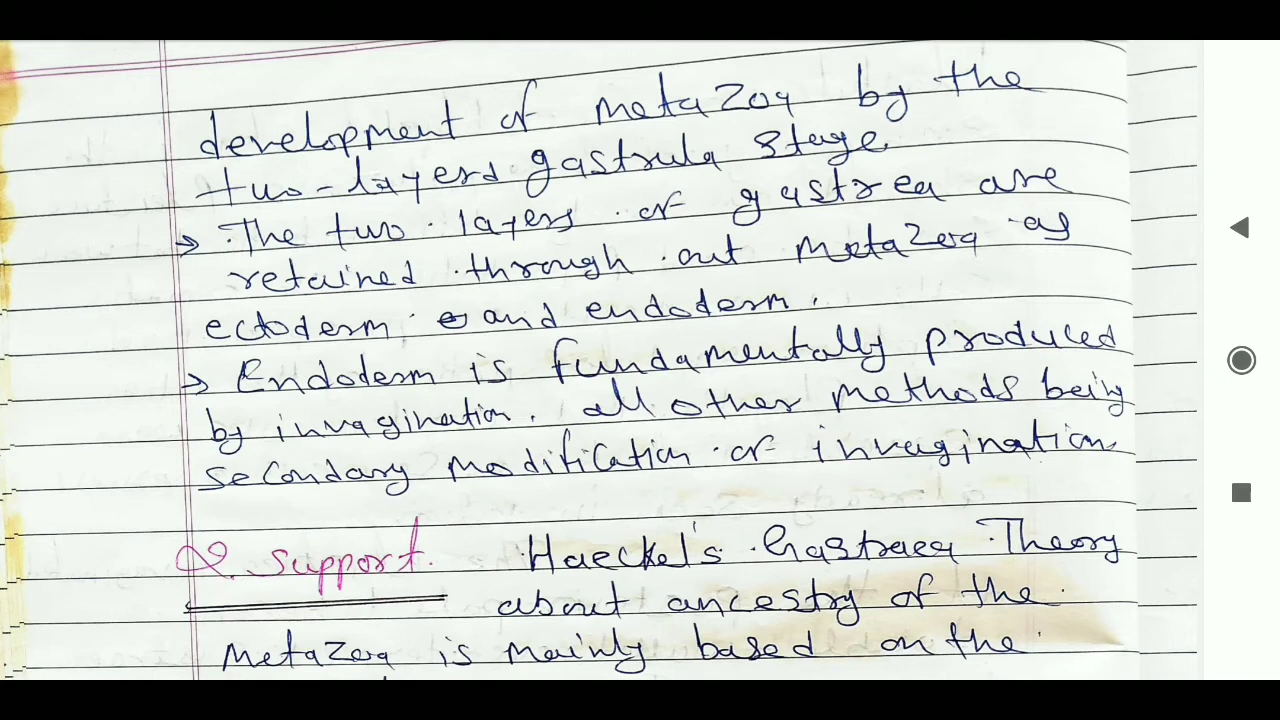 development of metazoa by the
two-layers gastrula stage.
→ The two layers of gastrea are
retained through out metazoa as
ectoderm and endoderm.
→ Endoderm is fundamentally produced
by invagination. all other methods being
secondary modification of invagination.
2. Support. Haeckel's Gastraea Theory
about ancestry of the
metazoa is mainly based on the